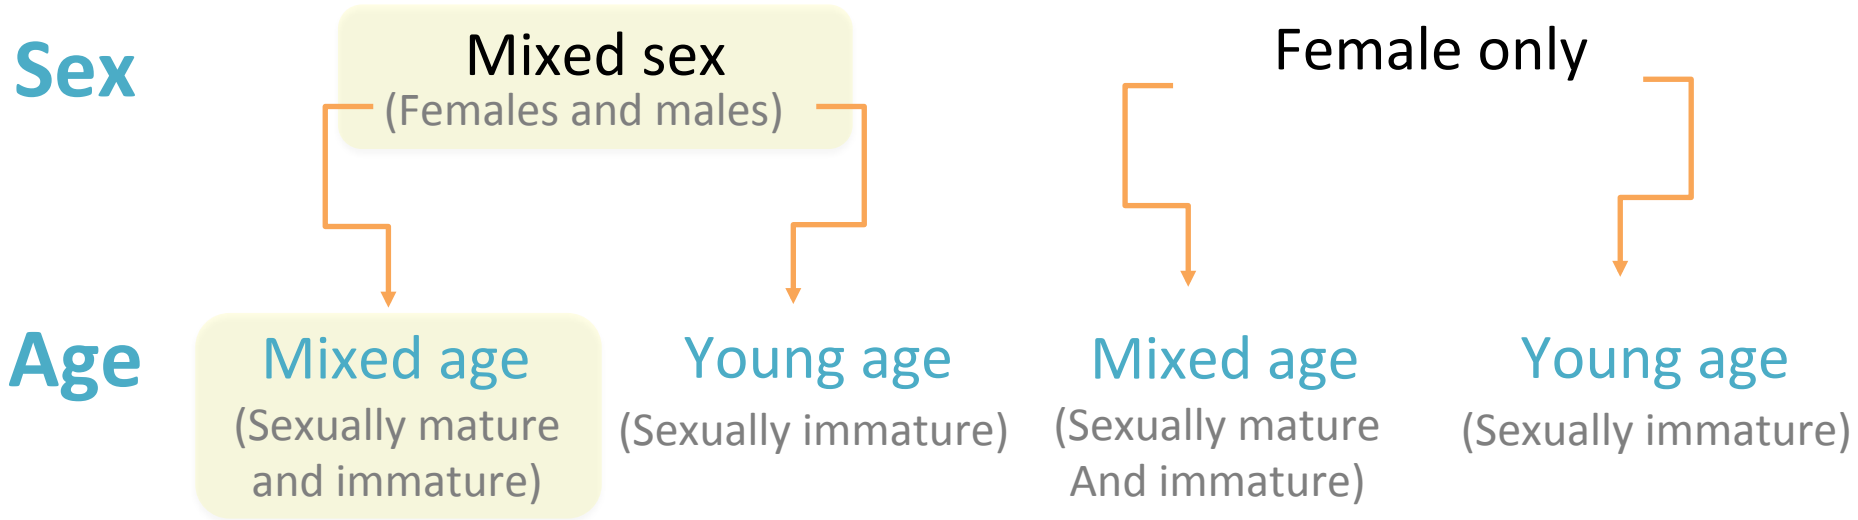 Sex
Mixed sex
(Females and males)
Female only
Age
Mixed age
(Sexually mature
and immature)
Young age
(Sexually immature)
Mixed age
(Sexually mature
And immature)
Young age
(Sexually immature)